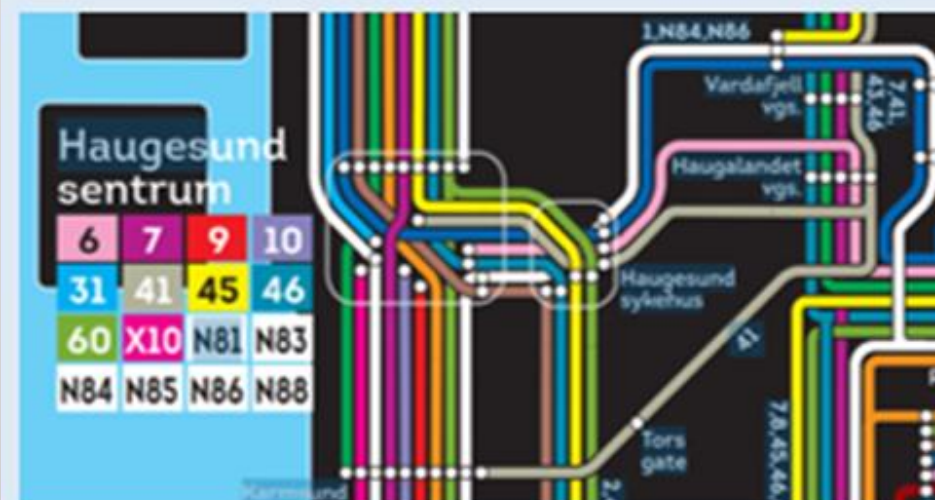 1,N84,N86
Vardafjell
vgs.
7,41,
43,46
Haugesund
sentrum
Haugalandet
vgs.
6 7 9 10
31 41 45 46
60 X10 N81 N83
N84 N85 N86 N88
Haugesund
sykehus
41
Tors
gate
7,8,45,46
2,
Karmsund